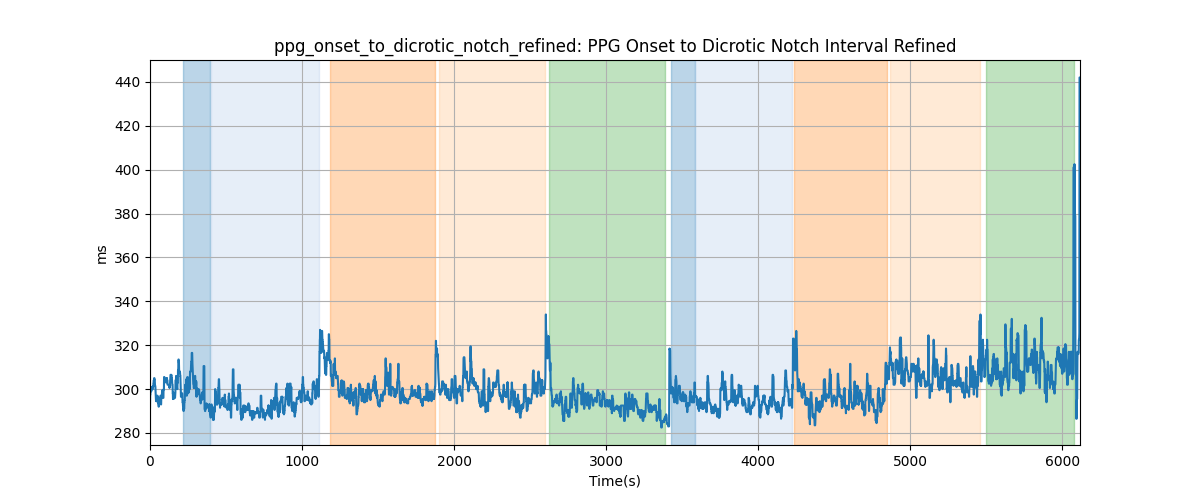 ppg_onset_to_dicrotic_notch_refined: PPG Onset to Dicrotic Notch Interval Refined
440
420
400
380
360
340
320
300
280
ms
0 1000 2000 3000 4000 5000 6000
Time(s)